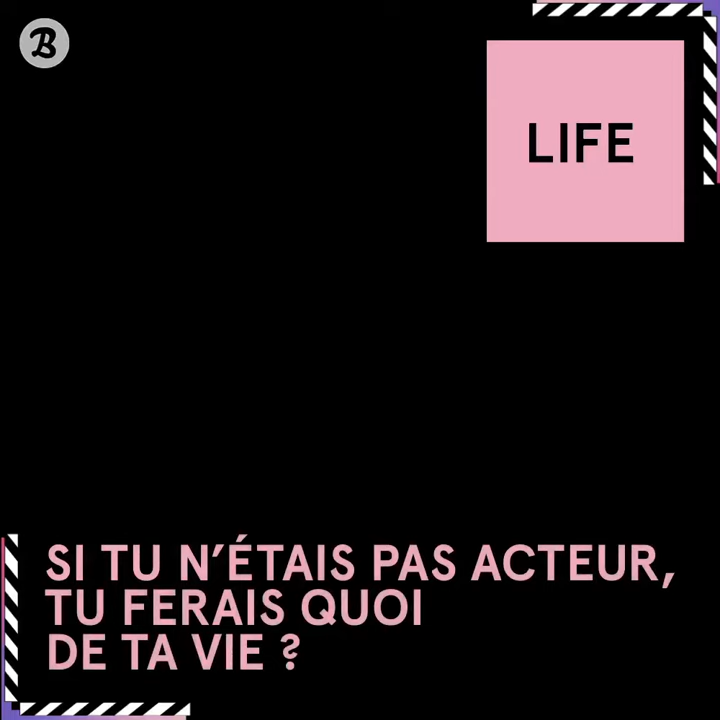 B
LIFE
SI TU N’ÉTAIS PAS ACTEUR,
TU FERAIS QUOI
DE TA VIE ?